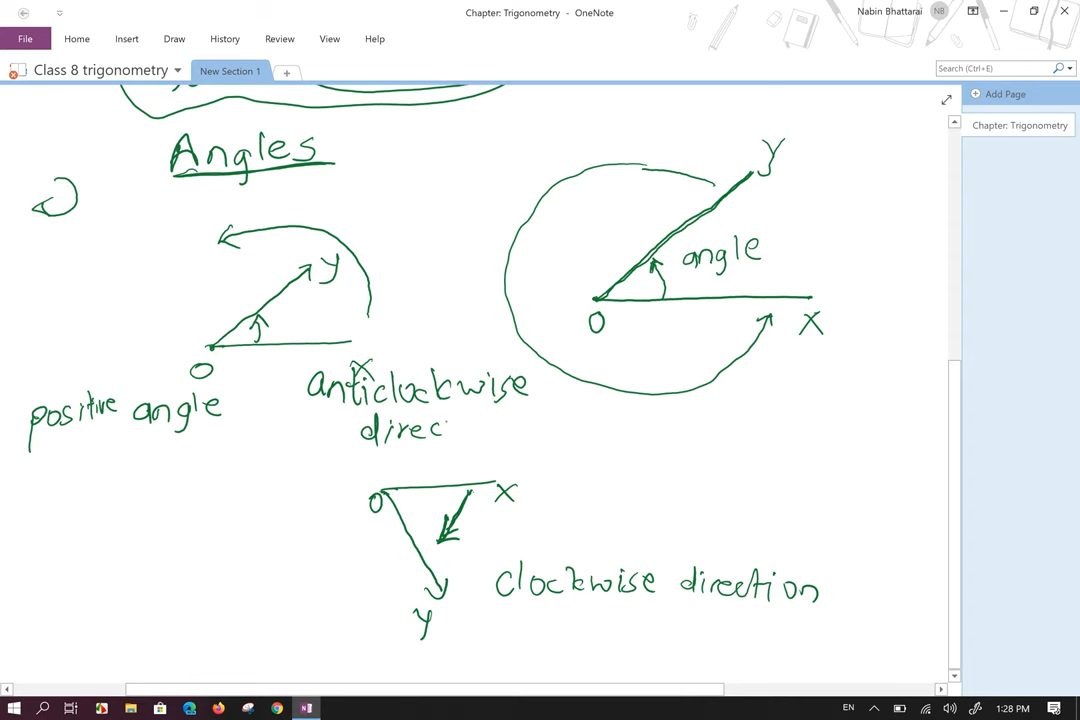 Chapter: Trigonometry - OneNote
Nabin Bhattarai
NB
File
Home
Insert
Draw
History
Review
View
Help
Class 8 trigonometry
New Section 1
+
Search (Ctrl+E)
Add Page
Chapter: Trigonometry
Angles
y
angle
O
X
y
O
X
positive angle
anticlockwise
direc
O
X
y
clockwise direction
EN
1:28 PM